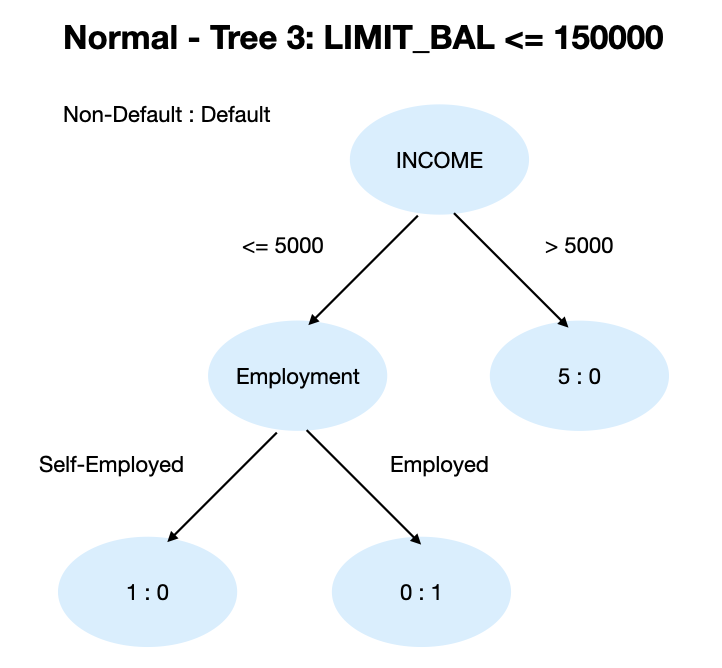 Normal - Tree 3: LIMIT_BAL <= 150000
Non-Default : Default
INCOME
<= 5000
> 5000
Employment
5 : 0
Self-Employed
Employed
1 : 0
0 : 1